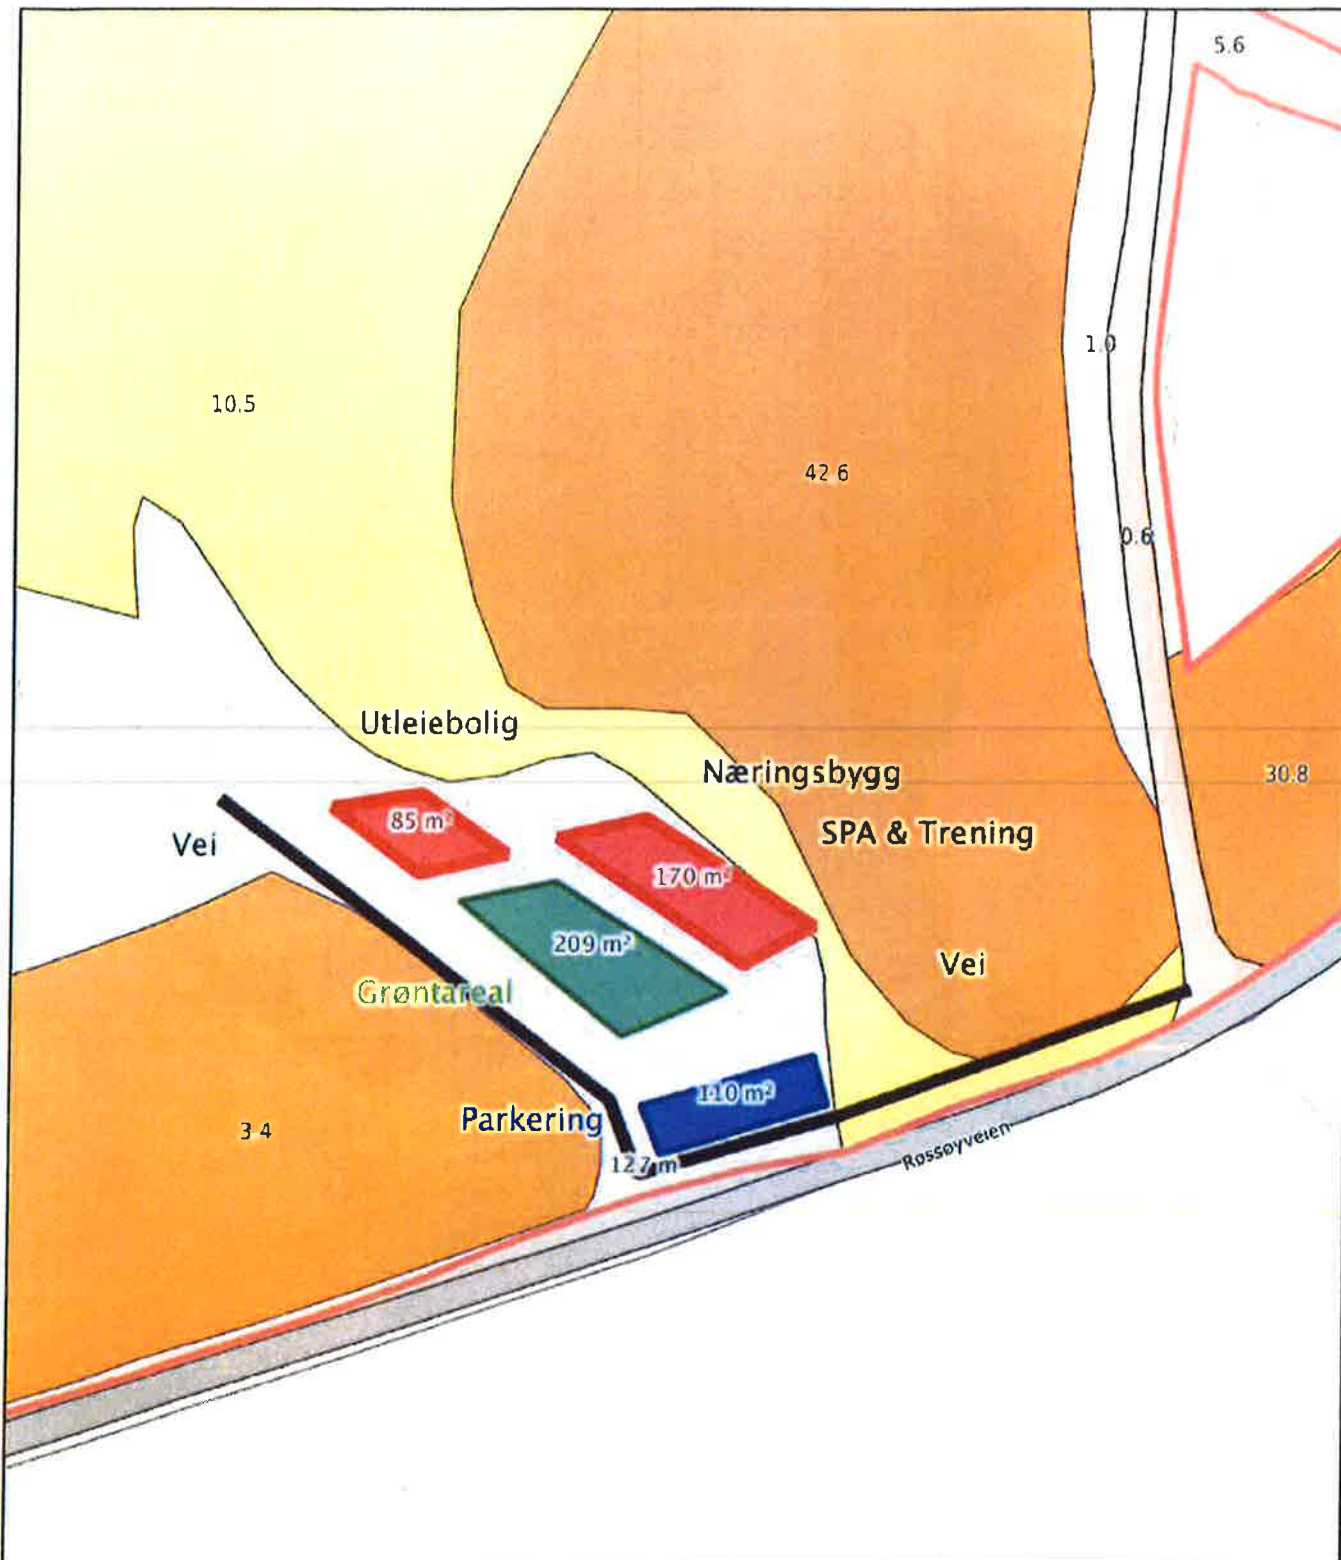 5.6
1.0
10.5
42 6
0.6
Utleiebolig
Næringsbygg
30.8
SPA & Trening
85 m²
Vei
170 m²
209 m²
Vei
Grøntareal
110 m²
Parkering
3 4
127 m
Røssøyveien